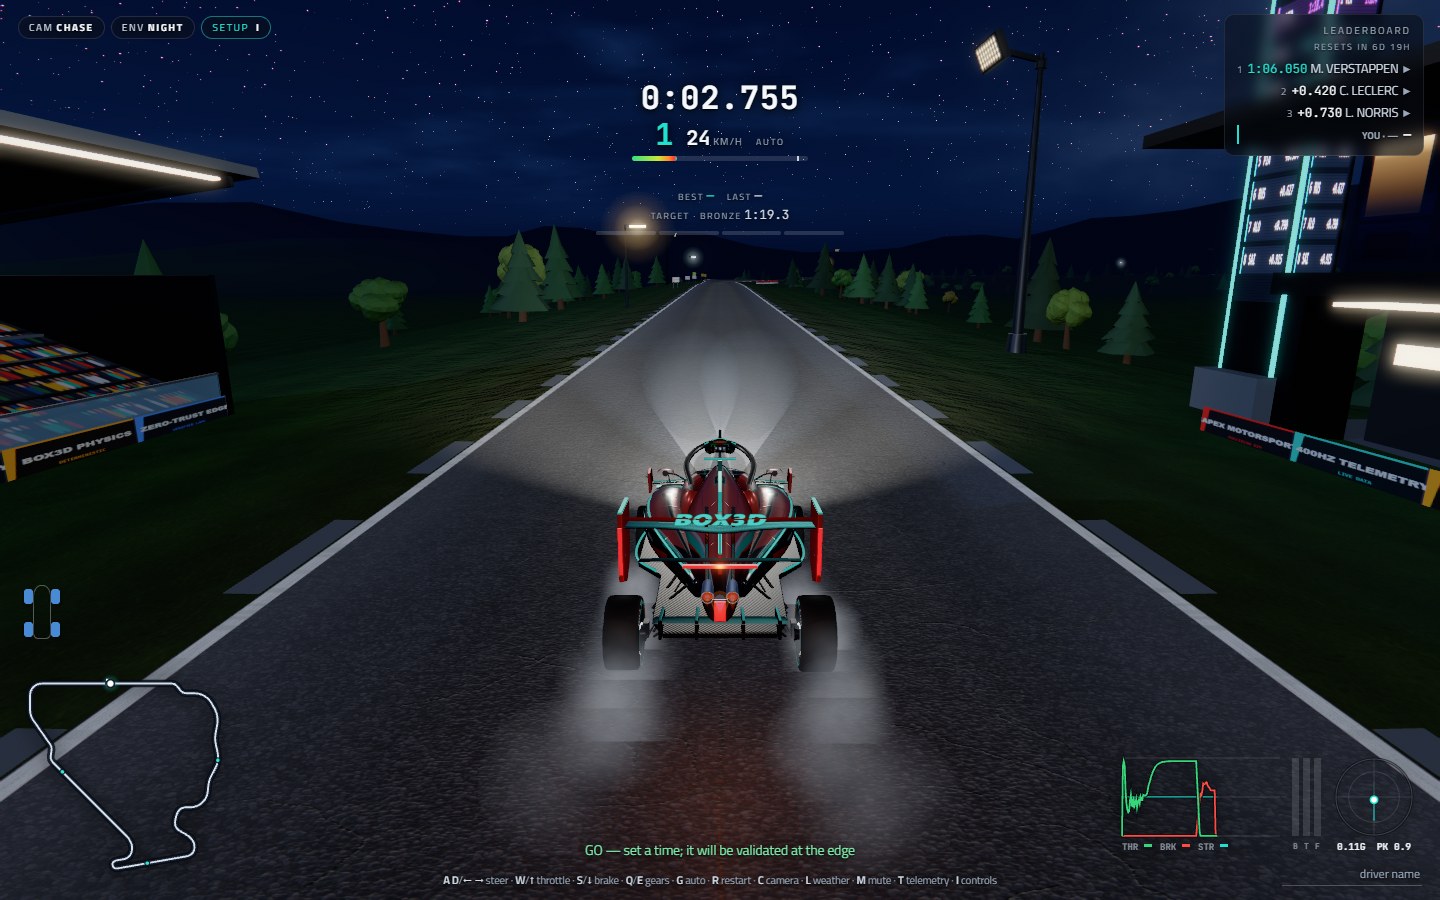 CAM CHASE
ENV NIGHT
SETUP I
0:02.755
1 24 KM/H AUTO
BEST — LAST —
TARGET · BRONZE 1:19.3
LEADERBOARD
RESETS IN 6D 19H
1 1:06.050 M. VERSTAPPEN ▶
2 +0.420 C. LECLERC ▶
3 +0.730 L. NORRIS ▶
YOU · — —
BOX3D PHYSICS
DETERMINISTIC
ZERO-TRUST EDGE
APEX MOTORSPORT
400HZ TELEMETRY
LIVE DATA
BOX3D
GO — set a time; it will be validated at the edge
A D/← → steer · W/↑ throttle · S/↓ brake · Q/E gears · G auto · R restart · C camera · L weather · M mute · T telemetry · I controls
THR BRK STR
B T F
0.11G PK 0.9
driver name